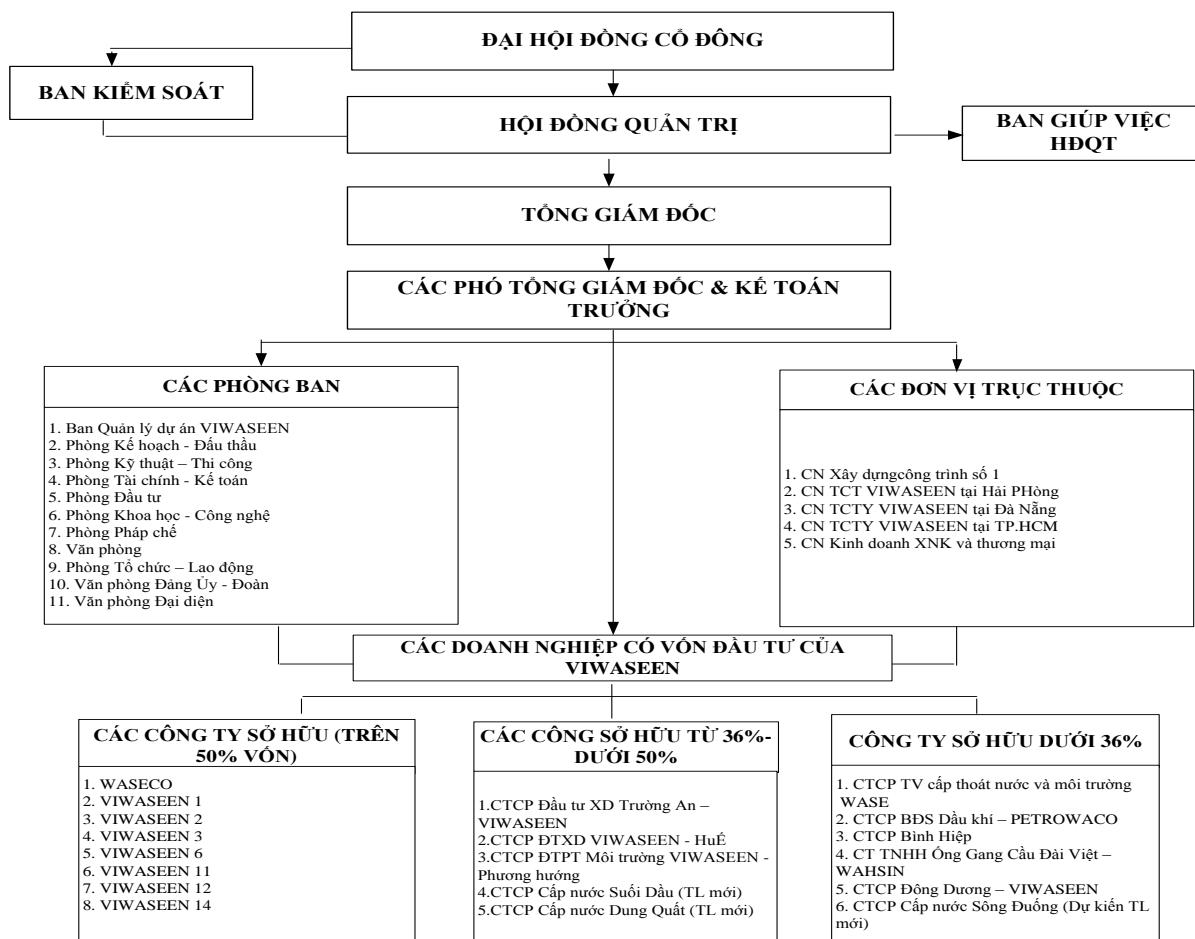 ĐẠI HỘI ĐỒNG CỔ ĐÔNG
BAN KIỂM SOÁT
HỘI ĐỒNG QUẢN TRỊ
BAN GIÚP VIỆC
HĐQT
TỔNG GIÁM ĐỐC
CÁC PHÓ TỔNG GIÁM ĐỐC & KẾ TOÁN
TRƯỞNG
CÁC PHÒNG BAN
1. Ban Quản lý dự án VIWASEEN
2. Phòng Kế hoạch - Đấu thầu
3. Phòng Kỹ thuật – Thi công
4. Phòng Tài chính - Kế toán
5. Phòng Đầu tư
6. Phòng Khoa học - Công nghệ
7. Phòng Pháp chế
8. Văn phòng
9. Phòng Tổ chức – Lao động
10. Văn phòng Đảng Ủy - Đoàn
11. Văn phòng Đại diện
CÁC ĐƠN VỊ TRỰC THUỘC
1. CN Xây dựngcông trình số 1
2. CN TCT VIWASEEN tại Hải PHòng
3. CN TCTY VIWASEEN tại Đà Nẵng
4. CN TCTY VIWASEEN tại TP.HCM
5. CN Kinh doanh XNK và thương mại
CÁC DOANH NGHIỆP CÓ VỐN ĐẦU TƯ CỦA
VIWASEEN
CÁC CÔNG TY SỞ HỮU (TRÊN
50% VỐN)
1. WASECO
2. VIWASEEN 1
3. VIWASEEN 2
4. VIWASEEN 3
5. VIWASEEN 6
6. VIWASEEN 11
7. VIWASEEN 12
8. VIWASEEN 14
CÁC CÔNG SỞ HỮU TỪ 36%-
DƯỚI 50%
1.CTCP Đầu tư XD Trường An –
VIWASEEN
2.CTCP ĐTXD VIWASEEN - HuẾ
3.CTCP ĐTPT Môi trường VIWASEEN -
Phương hướng
4.CTCP Cấp nước Suối Dầu (TL mới)
5.CTCP Cấp nước Dung Quất (TL mới)
CÔNG TY SỞ HỮU DƯỚI 36%
1. CTCP TV cấp thoát nước và môi trường
WASE
2. CTCP BĐS Dầu khí – PETROWACO
3. CTCP Bình Hiệp
4. CT TNHH Ống Gang Cầu Đài Việt –
WAHSIN
5. CTCP Đông Dương – VIWASEEN
6. CTCP Cấp nước Sông Đuống (Dự kiến TL
mới)